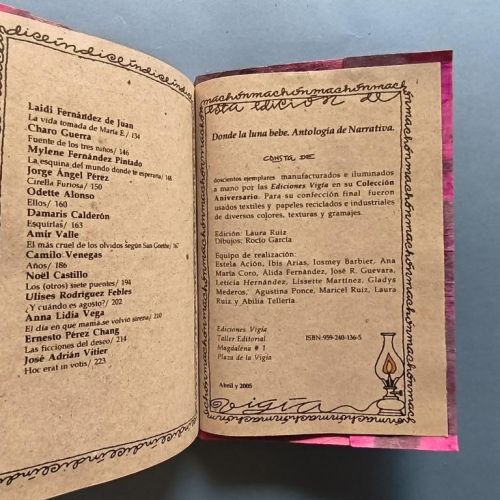 índiceíndiceíndiceíndice
Laidi Fernández de Juan
La vida tomada de María E/ 134
Charo Guerra
Fuente de los tres niños/ 146
Mylene Fernández Pintado
La esquina del mundo donde te esperaría/ 148
Jorge Ángel Pérez
Cirella Furiosa/ 150
Odette Alonso
Ellos/ 160
Damaris Calderón
Esquirlas/ 163
Amir Valle
El más cruel de los olvidos según San Goethe/ 167
Camilo Venegas
Años/ 186
Noël Castillo
Los (otros) siete puentes/ 194
Ulises Rodríguez Febles
¿Y cuándo es agosto?/ 202
Anna Lidia Vega
El día en que mamá se volvió sirena/ 210
Ernesto Pérez Chang
Las ficciones del deseo/ 214
José Adrián Vitier
Hoc erat in votis/ 223
machónmachónmachónmachónmach
esta edición de
Donde la luna bebe. Antología de Narrativa.
consta de
doscientos ejemplares manufacturados e iluminados
a mano por las Ediciones Vigía en su Colección
Aniversario. Para su confección final fueron
usados textiles y papeles reciclados e industriales
de diversos colores, texturas y gramajes.
Edición: Laura Ruiz
Dibujos: Rocío García
Equipo de realización:
Estela Ación, Ibis Arias, Iosmey Barbier, Ana
María Coro, Álida Fernández, José R. Guevara,
Leticia Hernández, Lissette Martínez, Gladys
Mederos, Agustina Ponce, Maricel Ruiz, Laura
Ruiz, y Abilia Tellería.
Ediciones Vigía
Taller Editorial
Magdalena # 1
Plaza de la Vigía
ISBN: 959-240-136-5
Abril y 2005
vigía